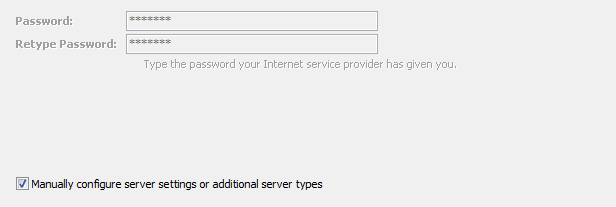 Password: *******
Retype Password: *******
Type the password your Internet service provider has given you.
Manually configure server settings or additional server types